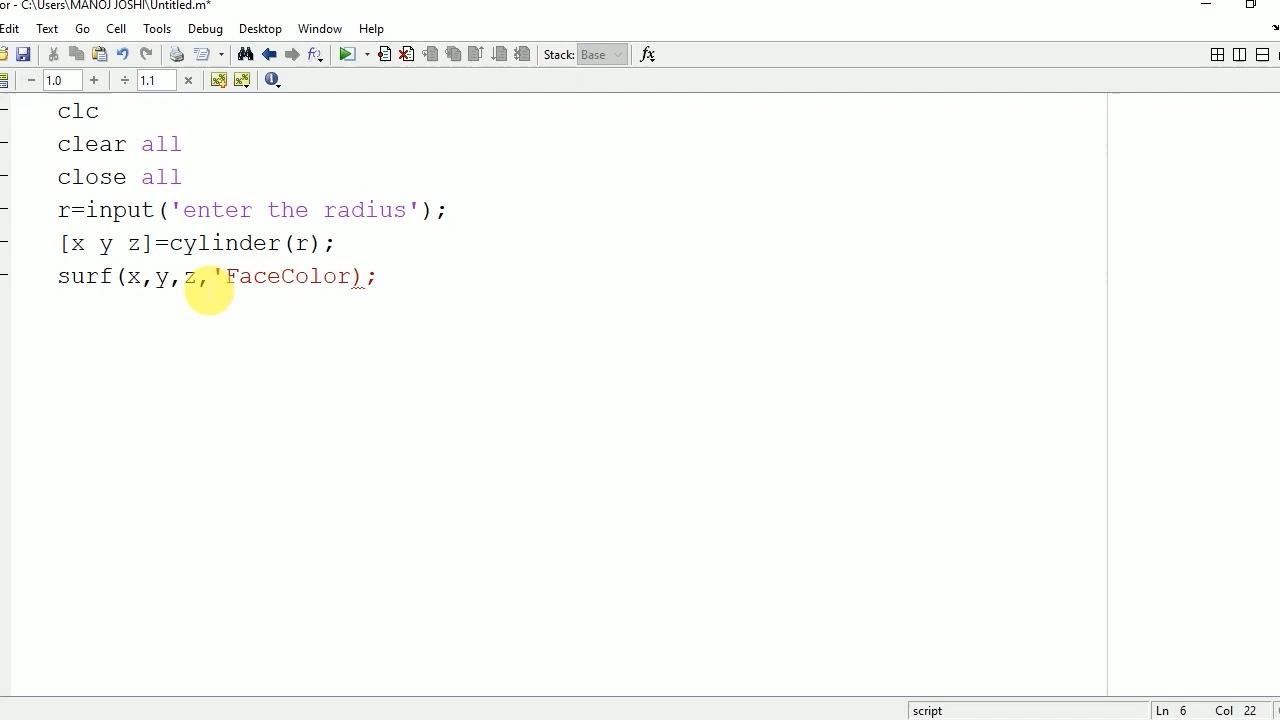 or - C:\Users\MANOJ JOSHI\Untitled.m*
Edit Text Go Cell Tools Debug Desktop Window Help
Stack: Base fx
− 1.0 + ÷ 1.1 ×
clc
clear all
close all
r=input('enter the radius');
[x y z]=cylinder(r);
surf(x,y,z,'FaceColor);
script Ln 6 Col 22